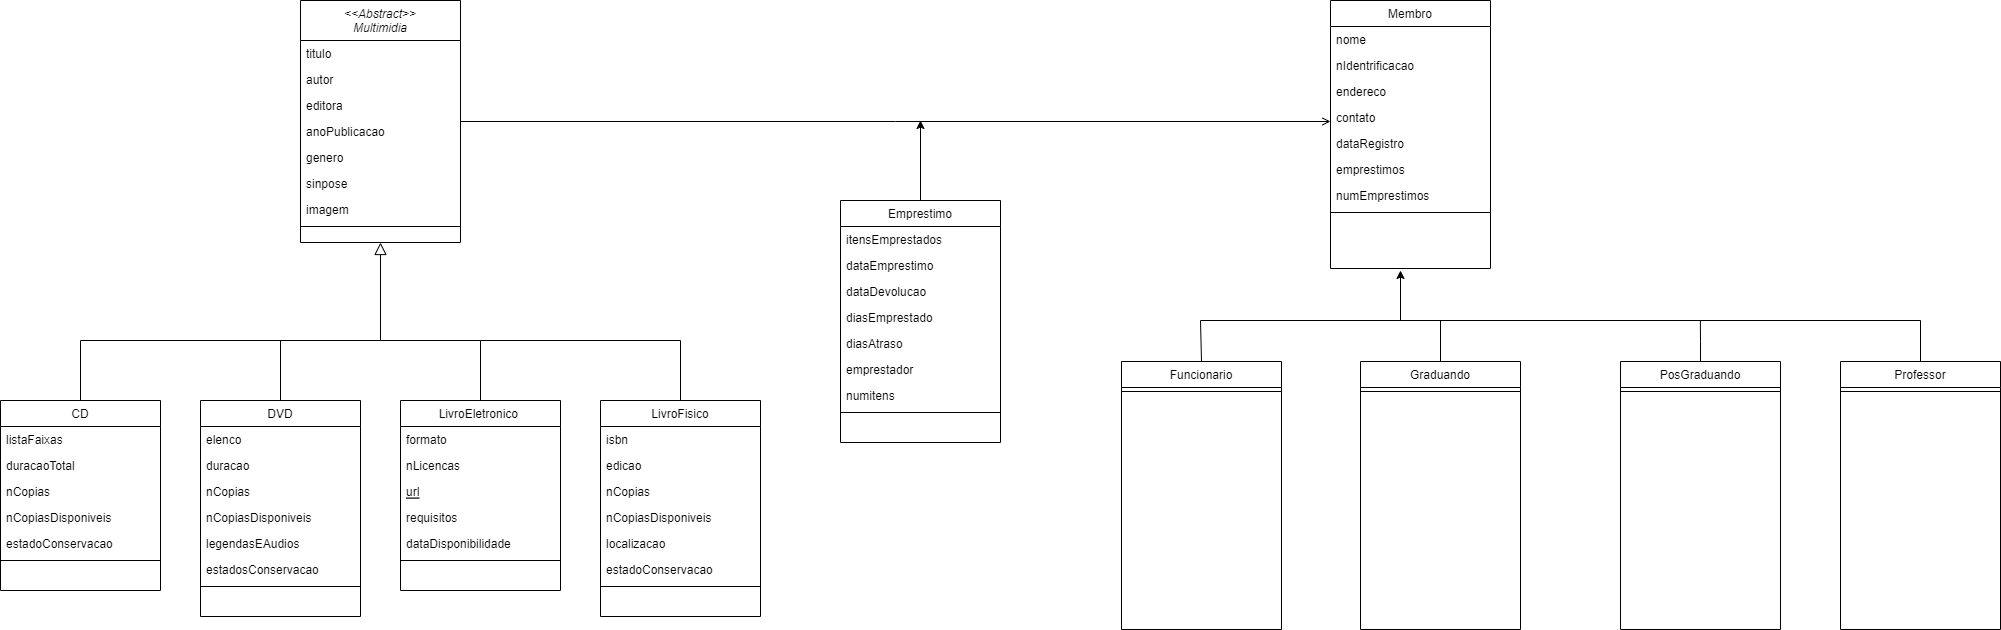 <<Abstract>>
Multimidia
titulo
autor
editora
anoPublicacao
genero
sinpose
imagem
Membro
nome
nIdentrificacao
endereco
contato
dataRegistro
emprestimos
numEmprestimos
Emprestimo
itensEmprestados
dataEmprestimo
dataDevolucao
diasEmprestado
diasAtraso
emprestador
numitens
CD
listaFaixas
duracaoTotal
nCopias
nCopiasDisponiveis
estadoConservacao
DVD
elenco
duracao
nCopias
nCopiasDisponiveis
legendasEAudios
estadosConservacao
LivroEletronico
formato
nLicencas
url
requisitos
dataDisponibilidade
LivroFisico
isbn
edicao
nCopias
nCopiasDisponiveis
localizacao
estadoConservacao
Funcionario
Graduando
PosGraduando
Professor